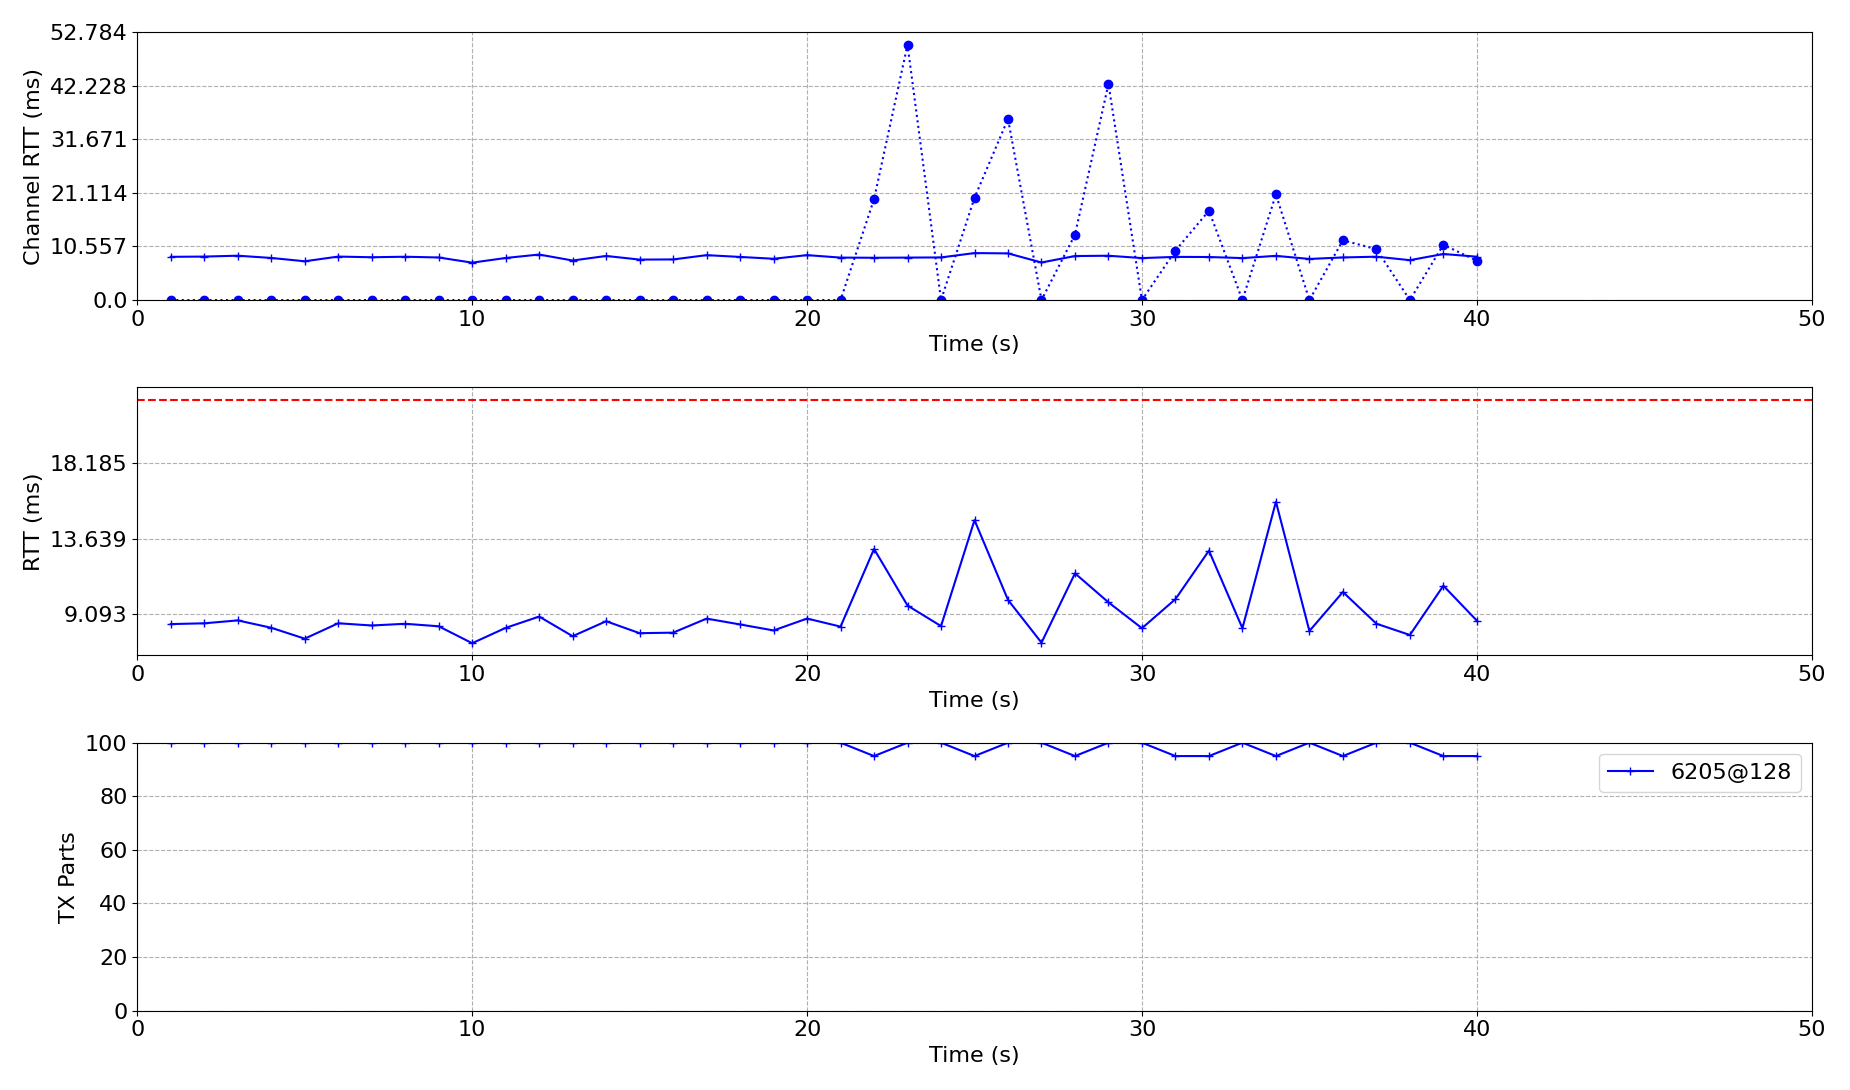 Channel RTT (ms)
52.784
42.228
31.671
21.114
10.557
0.0
0 10 20 30 40 50
Time (s)
RTT (ms)
18.185
13.639
9.093
0 10 20 30 40 50
Time (s)
TX Parts
100
80
60
40
20
0
6205@128
0 10 20 30 40 50
Time (s)